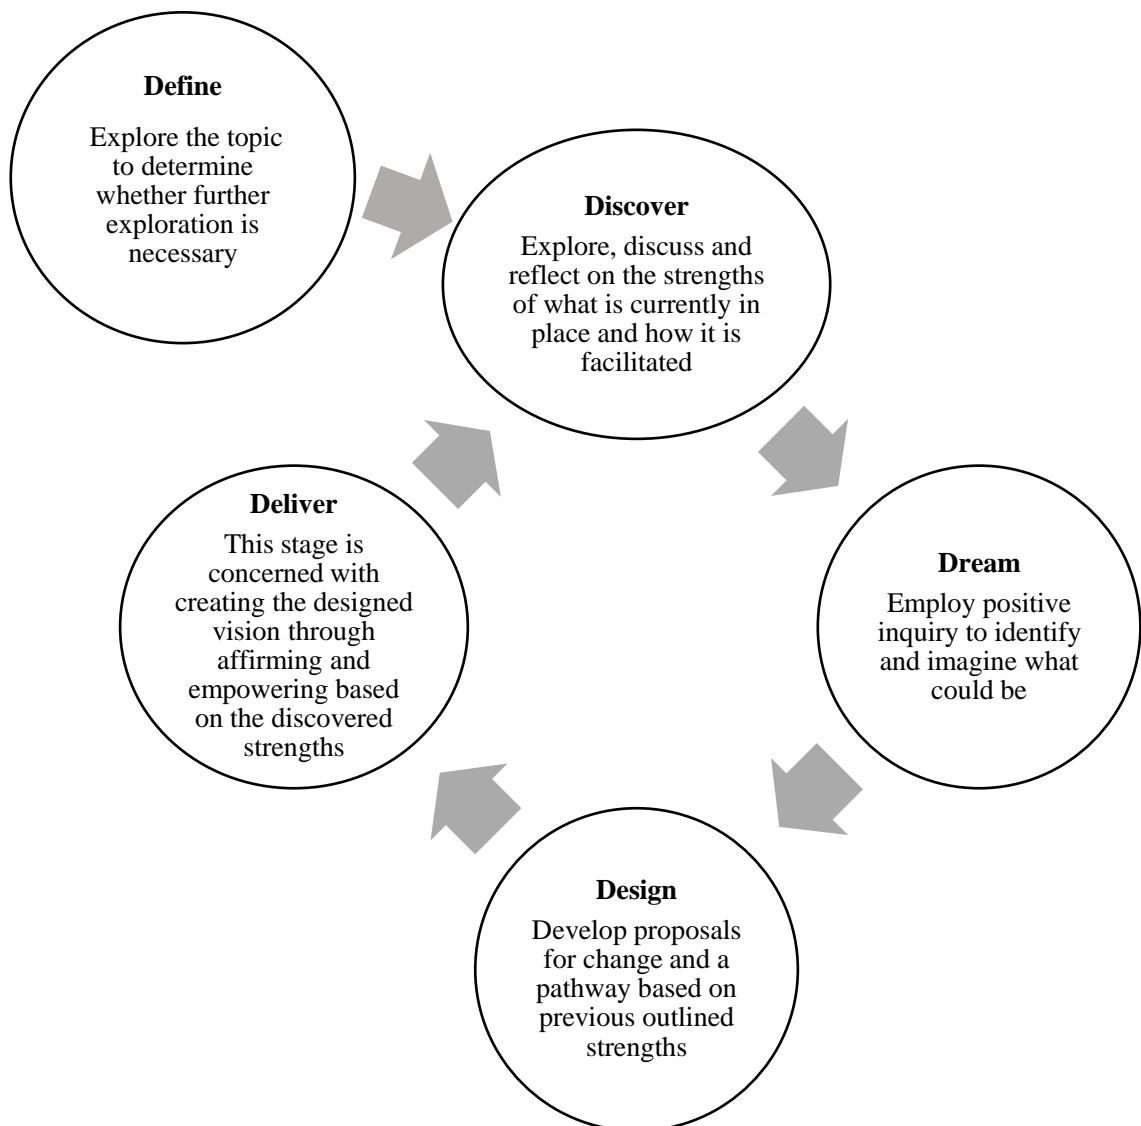 Define
Explore the topic
to determine
whether further
exploration is
necessary
Discover
Explore, discuss and
reflect on the strengths
of what is currently in
place and how it is
facilitated
Dream
Employ positive
inquiry to identify
and imagine what
could be
Design
Develop proposals
for change and a
pathway based on
previous outlined
strengths
Deliver
This stage is
concerned with
creating the designed
vision through
affirming and
empowering based
on the discovered
strengths